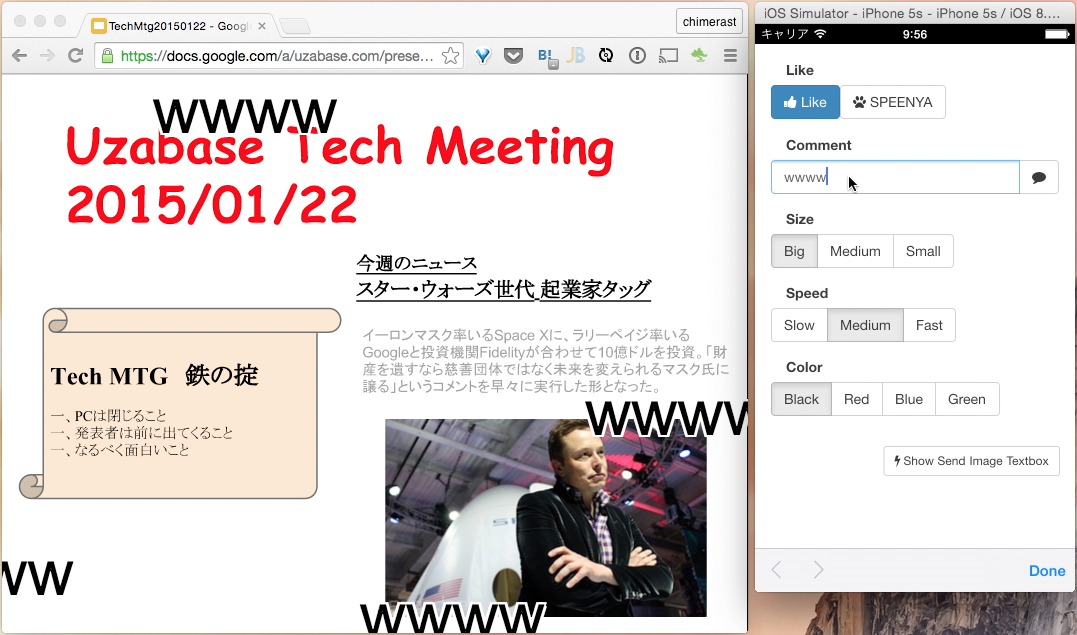 TechMtg20150122 - Goog
chimerast
https://docs.google.com/a/uzabase.com/prese...
WWWW
Uzabase Tech Meeting
2015/01/22
今週のニュース
スター・ウォーズ世代 起業家タッグ
イーロンマスク率いるSpace Xに、ラリーペイジ率いる
Googleと投資機関Fidelityが合わせて10億ドルを投資。「財
産を遺すなら慈善団体ではなく未来を変えられるマスク氏に
譲る」というコメントを早々に実行した形となった。
Tech MTG 鉄の掟
一、PCは閉じること
一、発表者は前に出てくること
一、なるべく面白いこと
WWWW
WW
WWWW
iOS Simulator - iPhone 5s - iPhone 5s / iOS 8....
キャリア 9:56
Like
Like SPEENYA
Comment
wwww
Size
Big Medium Small
Speed
Slow Medium Fast
Color
Black Red Blue Green
Show Send Image Textbox
Done